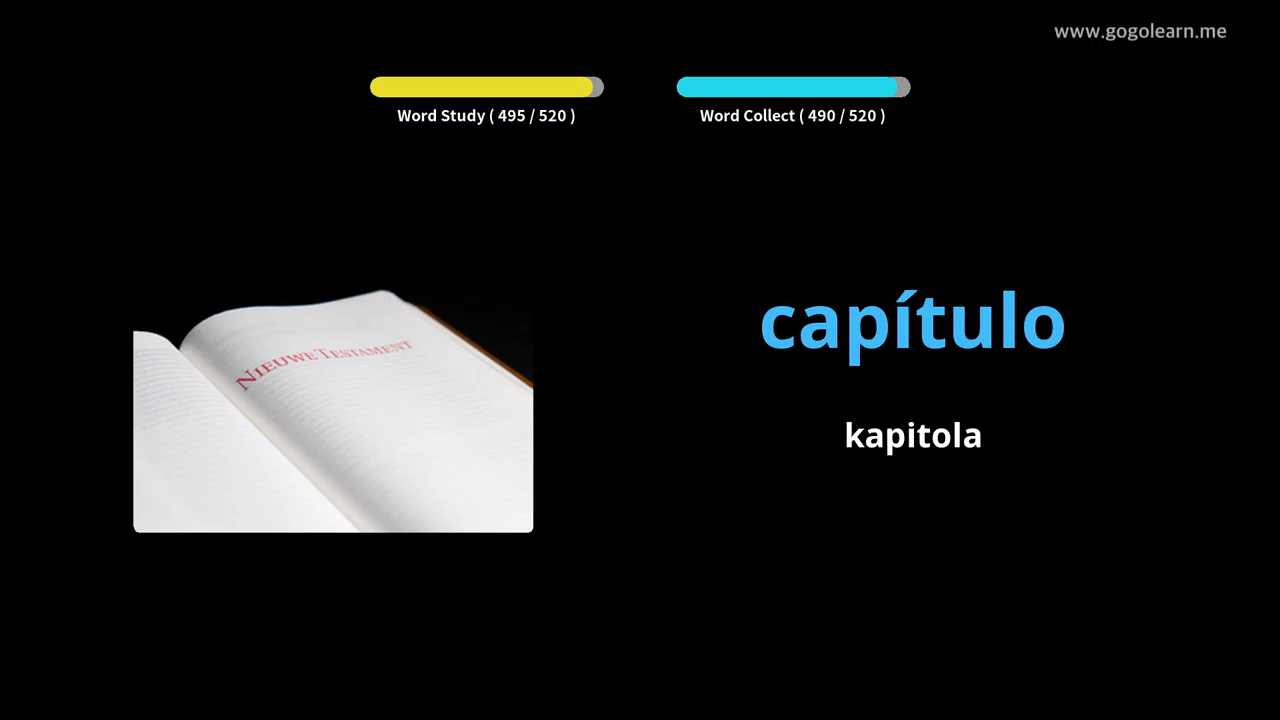 www.gogolearn.me
Word Study ( 495 / 520 )
Word Collect ( 490 / 520 )
NIEUWE TESTAMENT
capítulo
kapitola